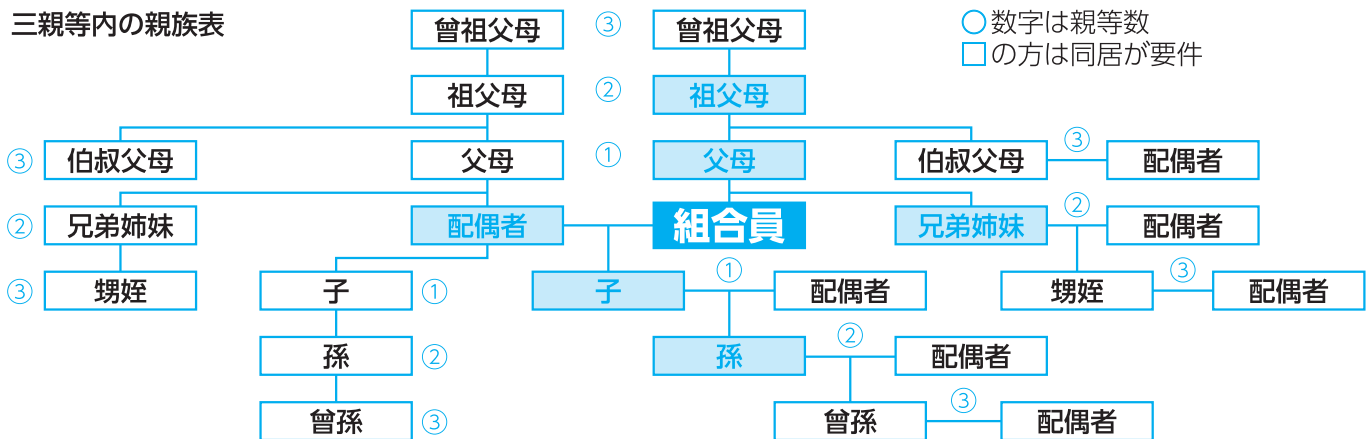 三親等内の親族表
○数字は親等数
□の方は同居が要件
曾祖父母 ③ 曾祖父母
祖父母 ② 祖父母
③ 伯叔父母 父母 ① 父母 伯叔父母 ③ 配偶者
② 兄弟姉妹 配偶者 組合員 兄弟姉妹 ② 配偶者
③ 甥姪 子 ① 子 ① 配偶者 甥姪 ③ 配偶者
孫 ② 孫 ② 配偶者
曾孫 ③ 曾孫 ③ 配偶者